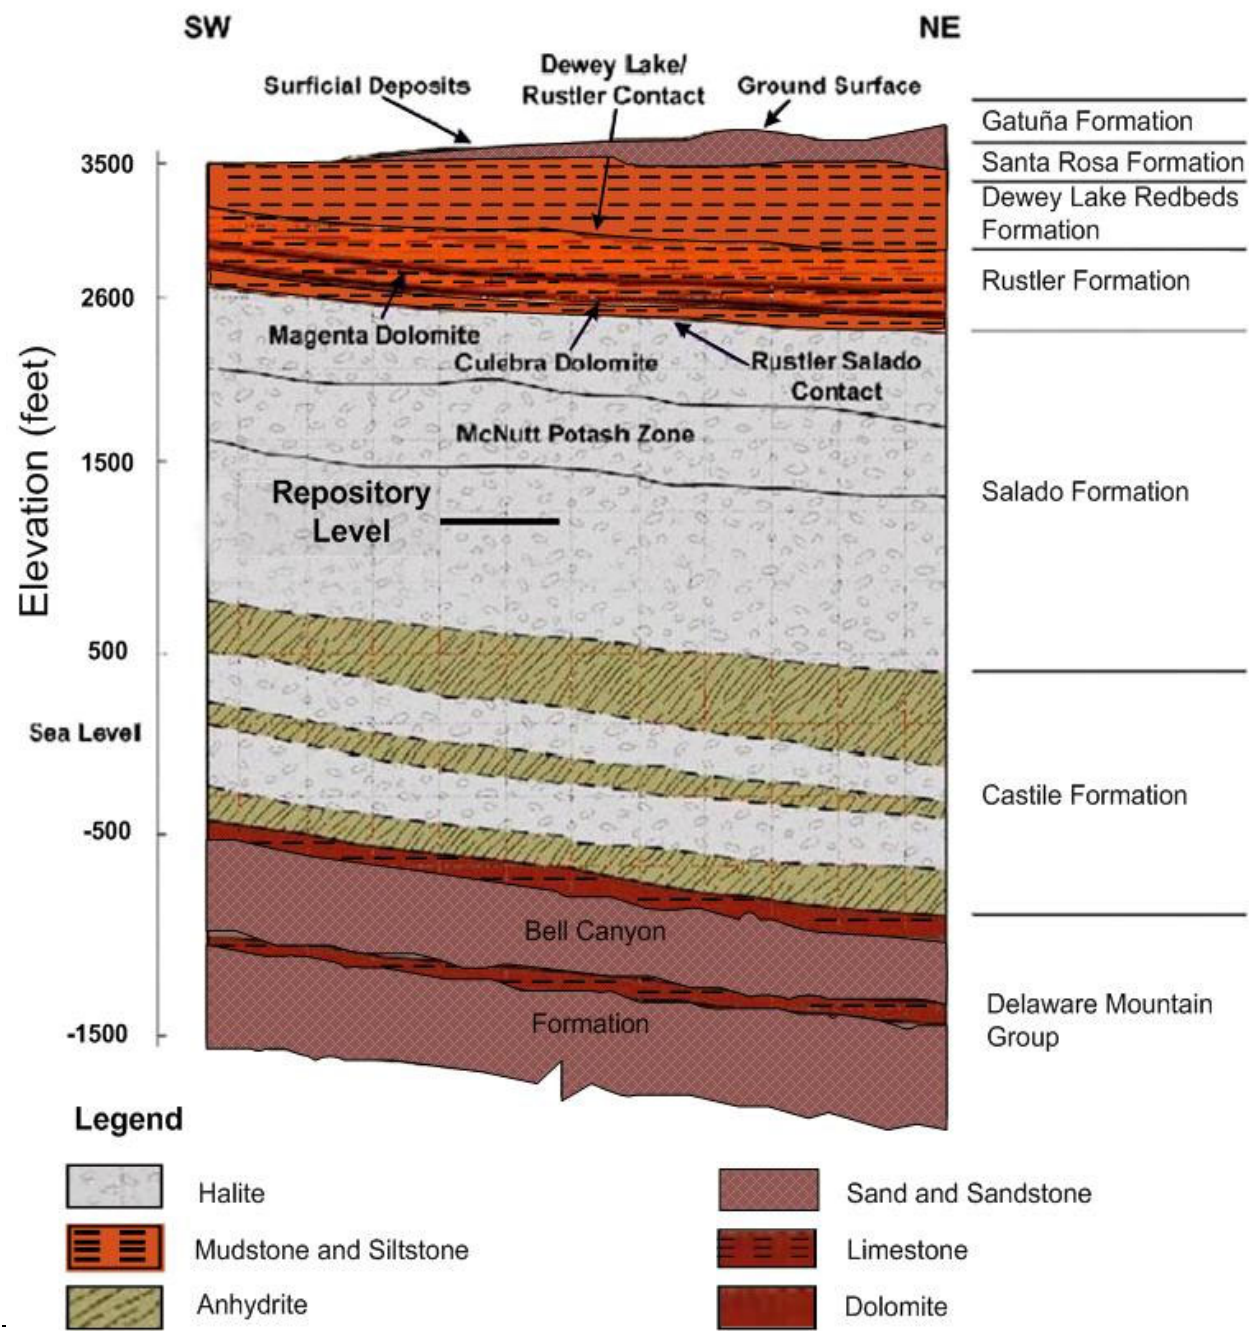 SW
NE
Surficial Deposits
Dewey Lake/
Rustler Contact
Ground Surface
Gatuña Formation
3500
Santa Rosa Formation
Dewey Lake Redbeds
Formation
Rustler Formation
2600
Magenta Dolomite
Culebra Dolomite
Rustler Salado
Contact
McNutt Potash Zone
1500
Repository
Level
Salado Formation
Elevation (feet)
500
Sea Level
Castile Formation
-500
Bell Canyon
Formation
Delaware Mountain
Group
-1500
Legend
Halite
Sand and Sandstone
Mudstone and Siltstone
Limestone
Anhydrite
Dolomite